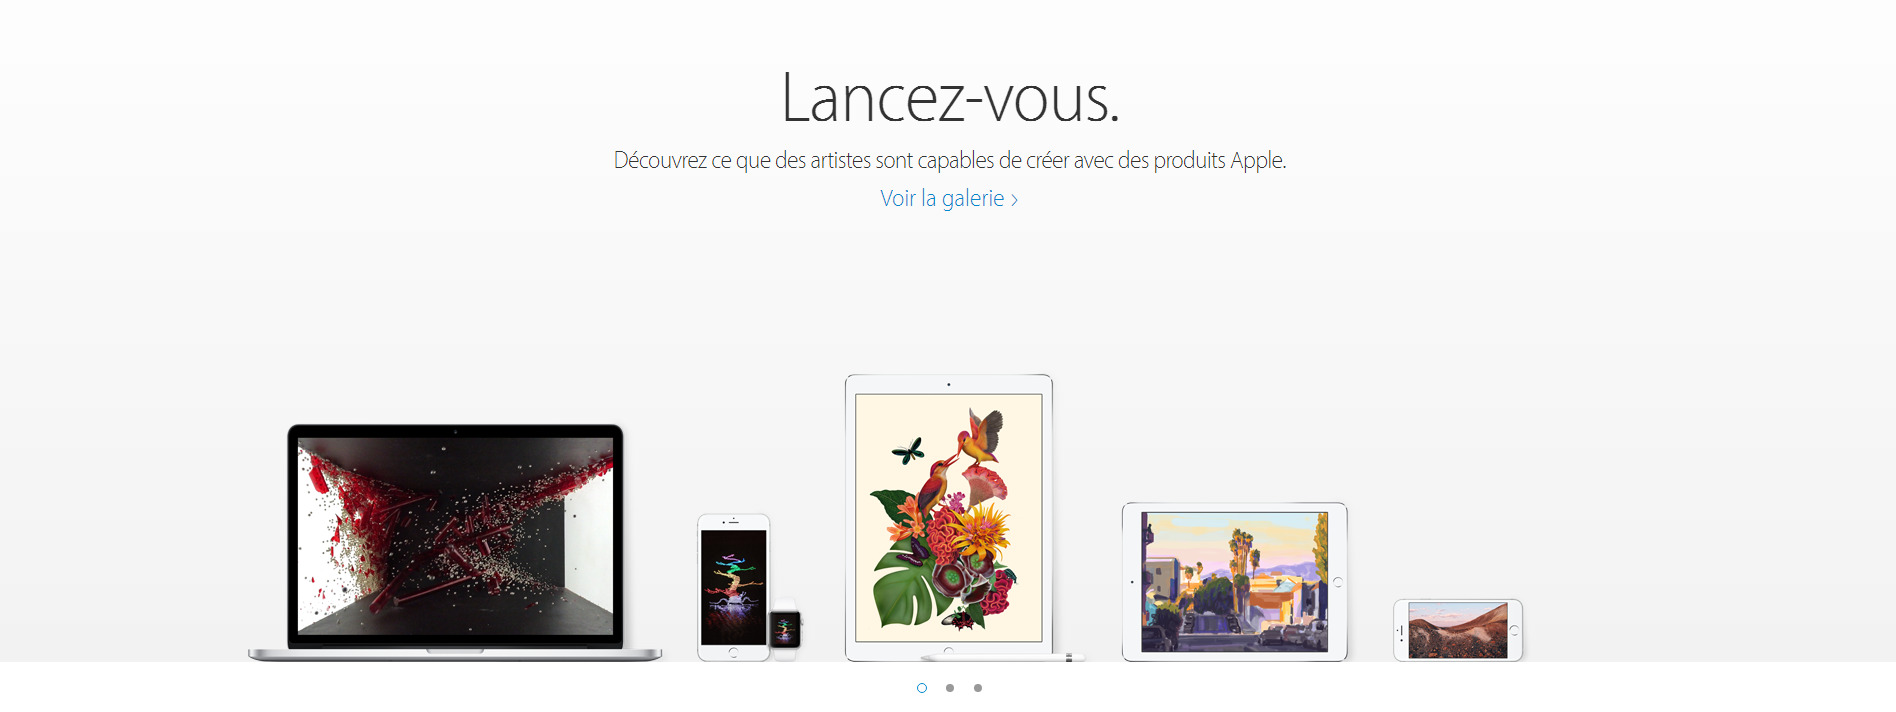 Lancez-vous.
Découvrez ce que des artistes sont capables de créer avec des produits Apple.
Voir la galerie >